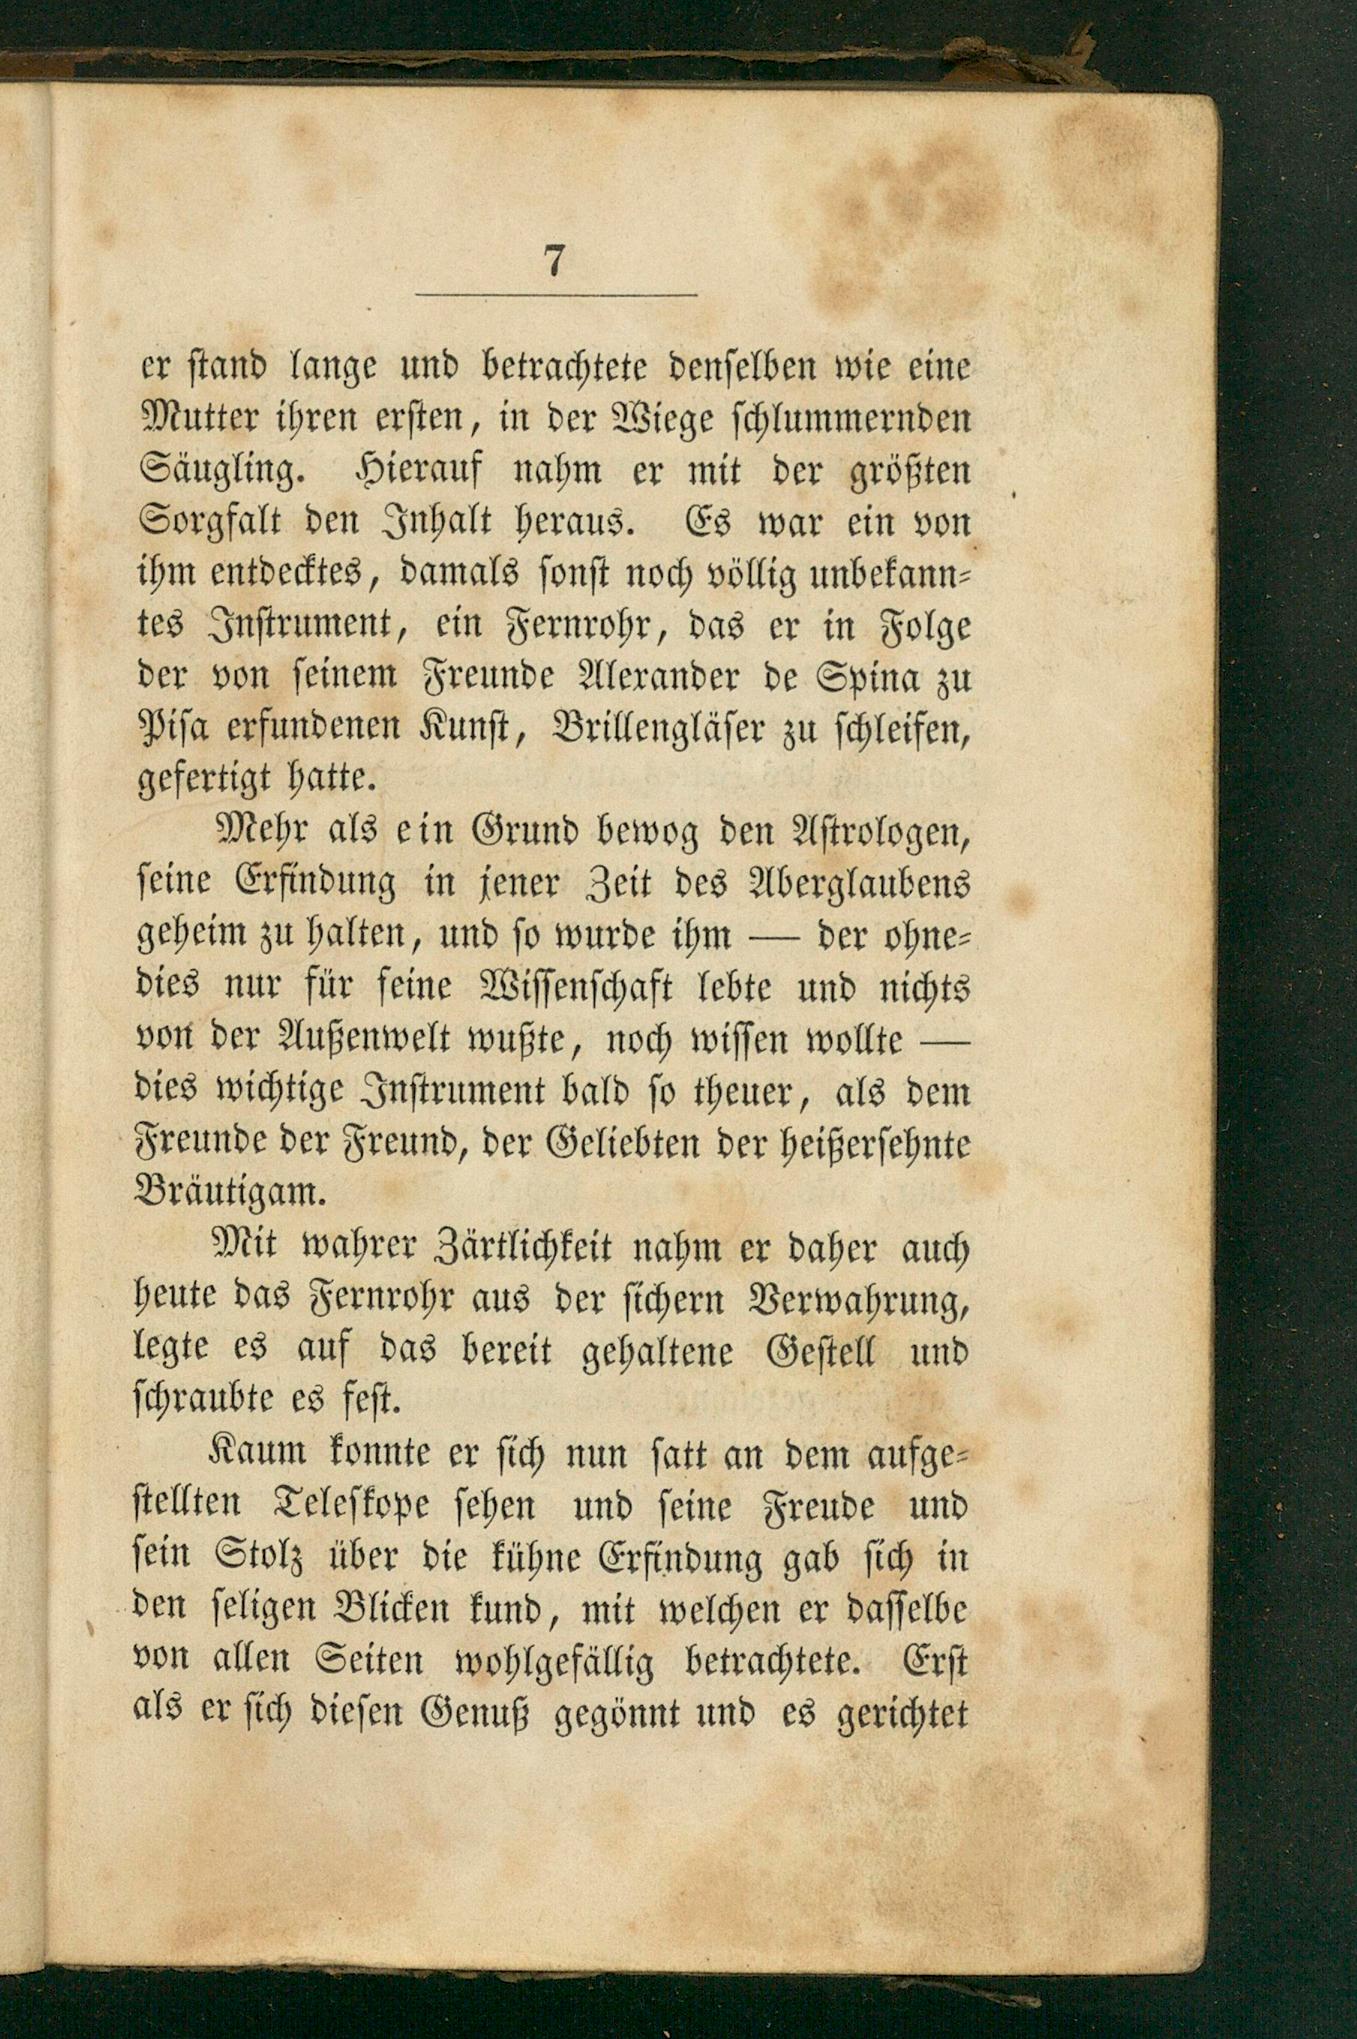 7
er stand lange und betrachtete denselben wie eine
Mutter ihren ersten, in der Wiege schlummernden
Säugling. Hierauf nahm er mit der größten
Sorgfalt den Inhalt heraus. Es war ein von
ihm entdecktes, damals sonst noch völlig unbekann-
tes Instrument, ein Fernrohr, das er in Folge
der von seinem Freunde Alexander de Spina zu
Pisa erfundenen Kunst, Brillengläser zu schleifen,
gefertigt hatte.
Mehr als ein Grund bewog den Astrologen,
seine Erfindung in jener Zeit des Aberglaubens
geheim zu halten, und so wurde ihm — der ohne-
dies nur für seine Wissenschaft lebte und nichts
von der Außenwelt wußte, noch wissen wollte —
dies wichtige Instrument bald so theuer, als dem
Freunde der Freund, der Geliebten der heißersehnte
Bräutigam.
Mit wahrer Zärtlichkeit nahm er daher auch
heute das Fernrohr aus der sichern Verwahrung,
legte es auf das bereit gehaltene Gestell und
schraubte es fest.
Kaum konnte er sich nun satt an dem aufge-
stellten Teleskope sehen und seine Freude und
sein Stolz über die kühne Erfindung gab sich in
den seligen Blicken kund, mit welchen er dasselbe
von allen Seiten wohlgefällig betrachtete. Erst
als er sich diesen Genuß gegönnt und es gerichtet